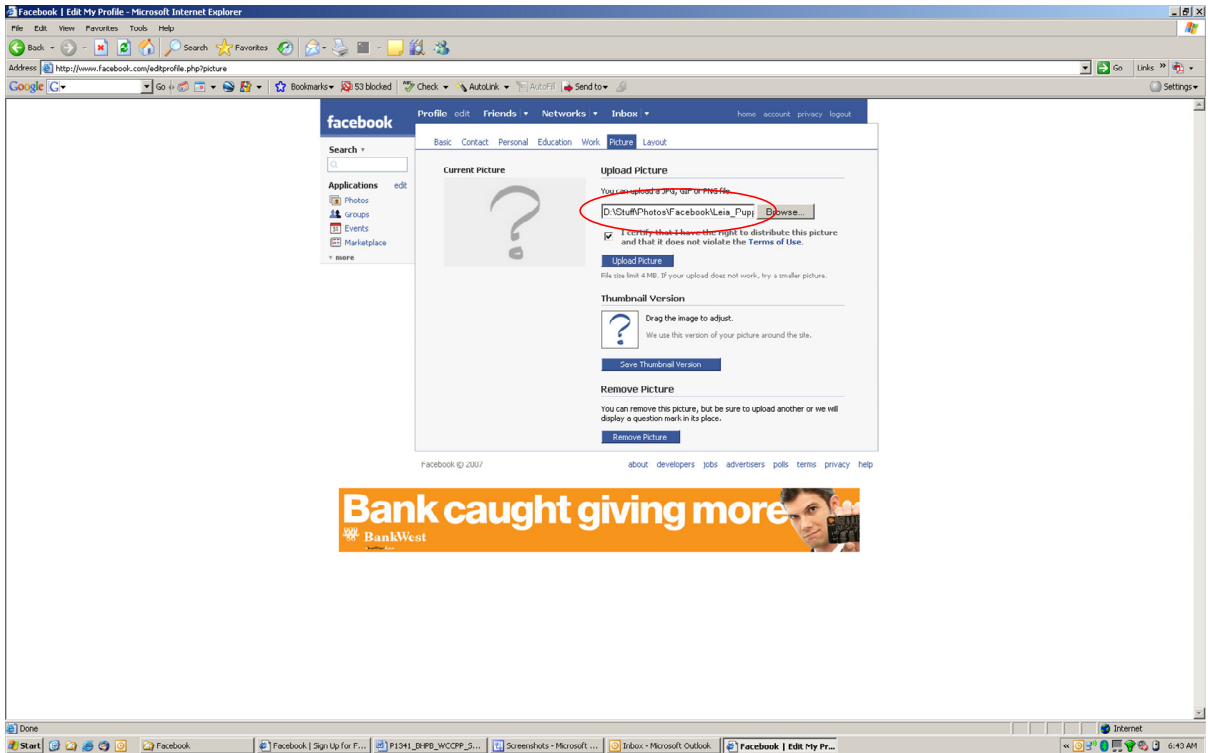 Facebook | Edit My Profile - Microsoft Internet Explorer
File Edit View Favorites Tools Help
Back Search Favorites
Address http://www.facebook.com/editprofile.php?picture Go Links »
Google G Go Bookmarks 53 blocked Check AutoLink AutoFill Send to Settings
facebook
Profile edit Friends Networks Inbox home account privacy logout
Basic Contact Personal Education Work Picture Layout
Search
Applications edit
Photos
Groups
Events
Marketplace
more
Current Picture
Upload Picture
You can upload a JPG, GIF or PNG file.
D:\Stuff\Photos\Facebook\Leia_Pupp Browse...
I certify that I have the right to distribute this picture
and that it does not violate the Terms of Use.
Upload Picture
File size limit 4 MB. If your upload does not work, try a smaller picture.
Thumbnail Version
Drag the image to adjust.
We use this version of your picture around the site.
Save Thumbnail Version
Remove Picture
You can remove this picture, but be sure to upload another or we will
display a question mark in its place.
Remove Picture
Facebook © 2007 about developers jobs advertisers polls terms privacy help
Bank caught giving more
BankWest
Done Internet
Start Facebook Facebook | Sign Up for F... P1341_BHPB_WCCPP_S... Screenshots - Microsoft ... Inbox - Microsoft Outlook Facebook | Edit My Pr... « 6:43 AM